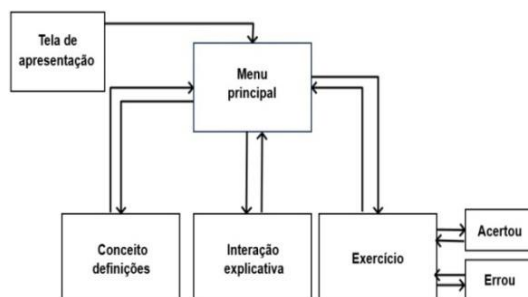 Tela de
apresentação
Menu
principal
Conceito
definições
Interação
explicativa
Exercício
Acertou
Errou